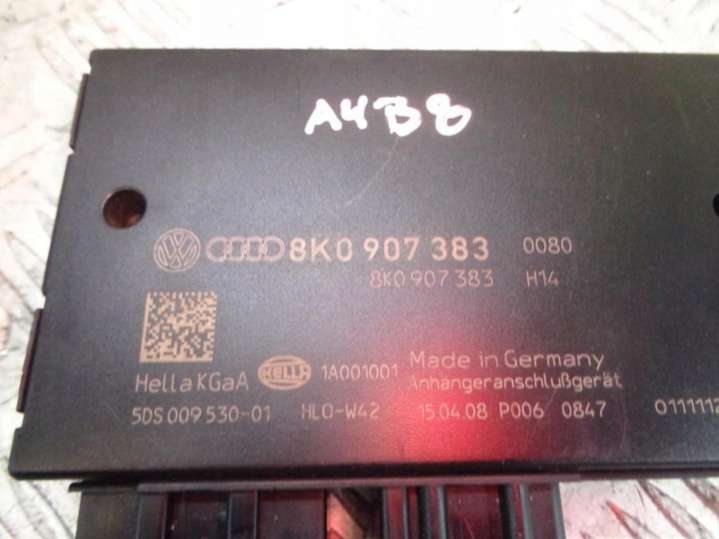 A4B8
8K0 907 383 0080
8K0 907 383 H14
Hella KGaA HELLA 1A001001 Made in Germany
Anhängeranschlußgerät
5DS 009 530-01 HLO-W42 15.04.08 P006 0847